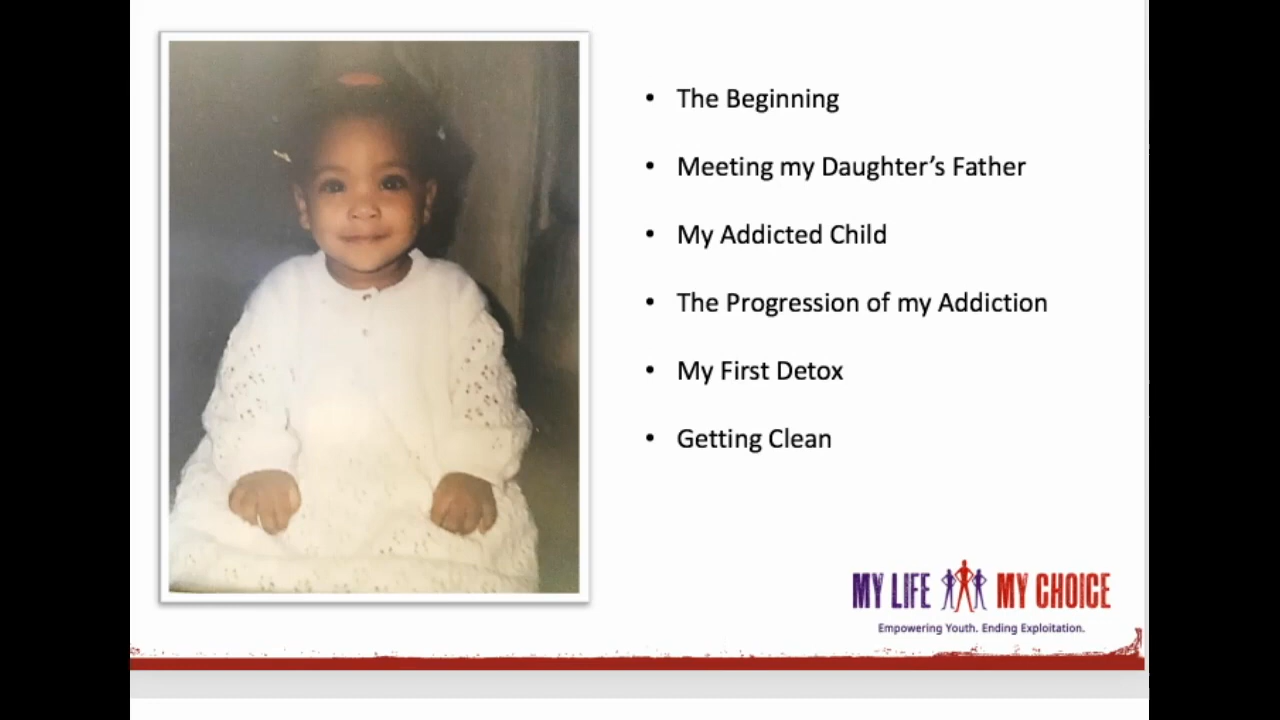 • The Beginning
• Meeting my Daughter’s Father
• My Addicted Child
• The Progression of my Addiction
• My First Detox
• Getting Clean
MY LIFE MY CHOICE
Empowering Youth. Ending Exploitation.